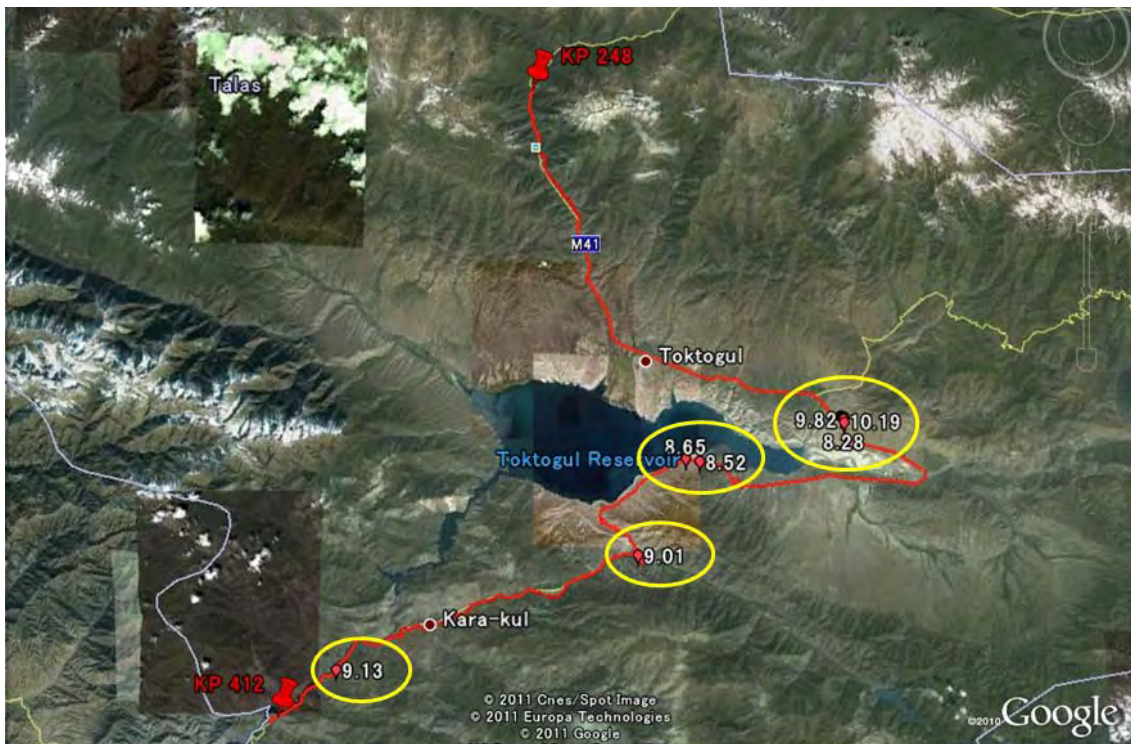 KP 248
Talas
M41
Toktogul
9.82
10.19
8.28
8.65
Toktogul Reservoir
8.52
9.01
Kara-kul
9.13
KP 412
© 2011 Cnes/Spot Image
© 2011 Europa Technologies
© 2011 Google
©2010 Google